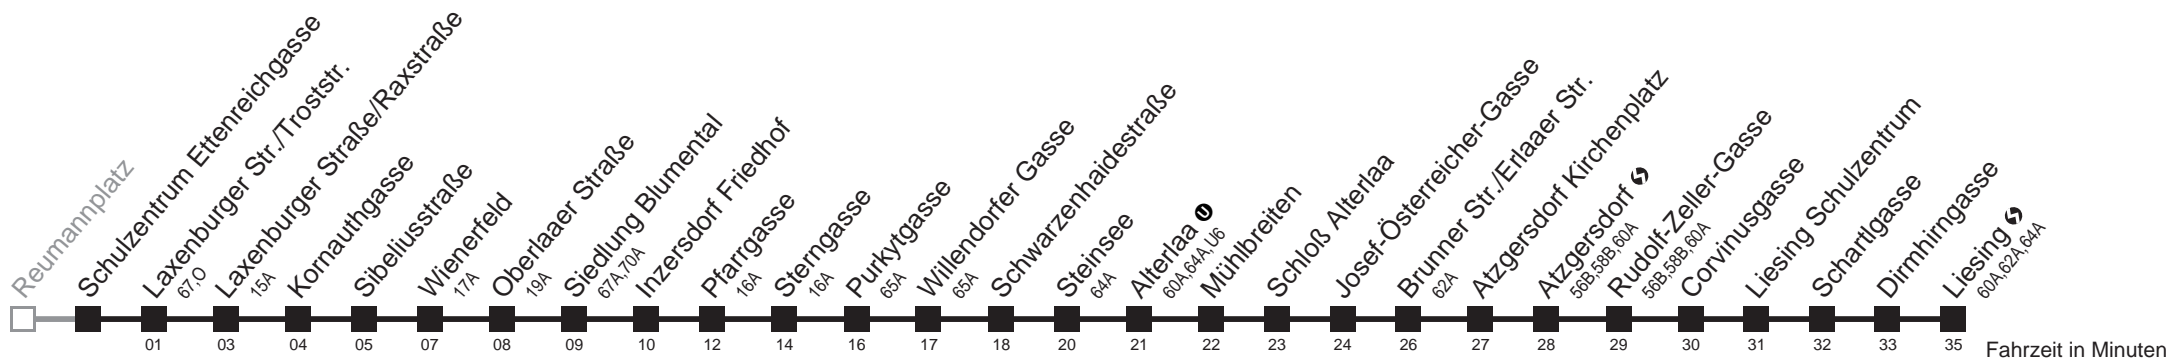 Reumannplatz
Schulzentrum Ettenreichgasse
Laxenburger Str./Troststr.
67,O
Laxenburger Straße/Raxstraße
15A
Kornauthgasse
Sibeliusstraße
Wienerfeld
17A
Oberlaaer Straße
19A
Siedlung Blumental
67A,70A
Inzersdorf Friedhof
Pfarrgasse
16A
Sterngasse
16A
Purkytgasse
65A
Willendorfer Gasse
65A
Schwarzenhaidestraße
Steinsee
64A
Alterlaa U
60A,64A,U6
Mühlbreiten
Schloß Alterlaa
Josef-Österreicher-Gasse
Brunner Str./Erlaaer Str.
62A
Atzgersdorf Kirchenplatz
Atzgersdorf
56B,58B,60A
Rudolf-Zeller-Gasse
56B,58B,60A
Corvinusgasse
Liesing Schulzentrum
Schartlgasse
Dirmhirngasse
Liesing
60A,62A,64A
01 03 04 05 07 08 09 10 12 14 16 17 18 20 21 22 23 24 26 27 28 29 30 31 32 33 35 Fahrzeit in Minuten